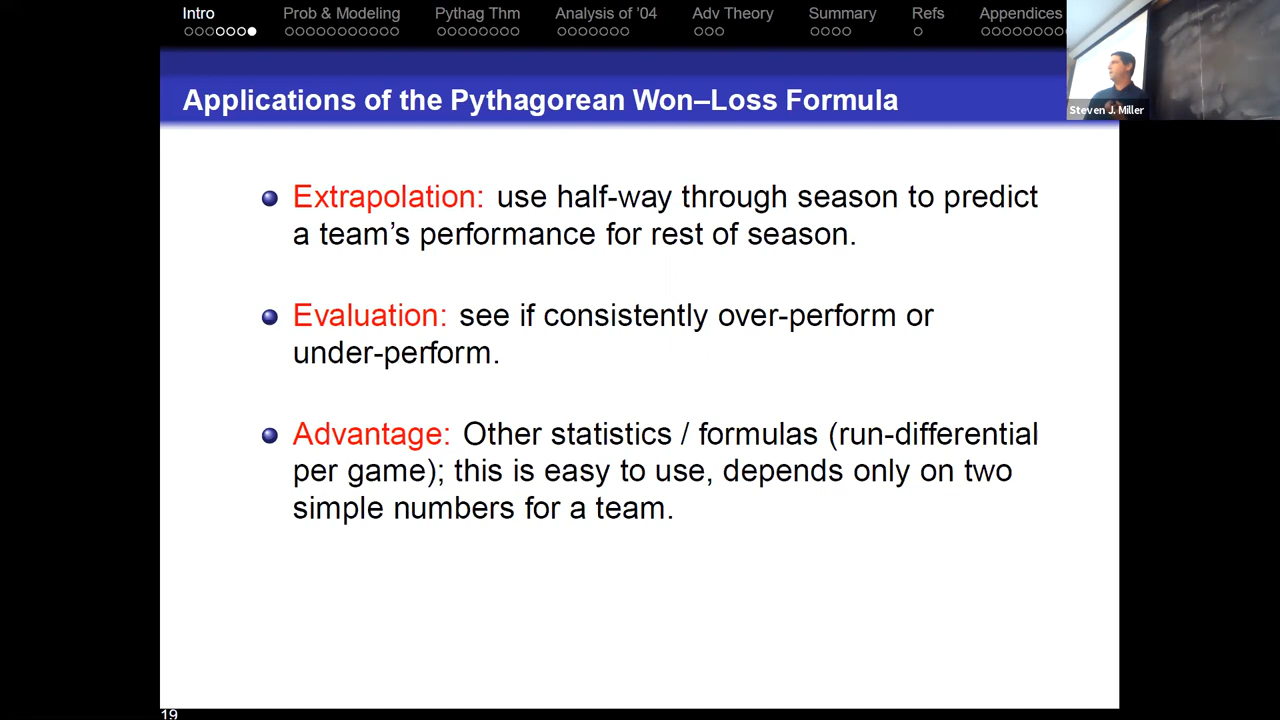 Intro Prob & Modeling Pythag Thm Analysis of ’04 Adv Theory Summary Refs Appendices
Steven J. Miller
Applications of the Pythagorean Won–Loss Formula
Extrapolation: use half-way through season to predict
a team’s performance for rest of season.
Evaluation: see if consistently over-perform or
under-perform.
Advantage: Other statistics / formulas (run-differential
per game); this is easy to use, depends only on two
simple numbers for a team.
19